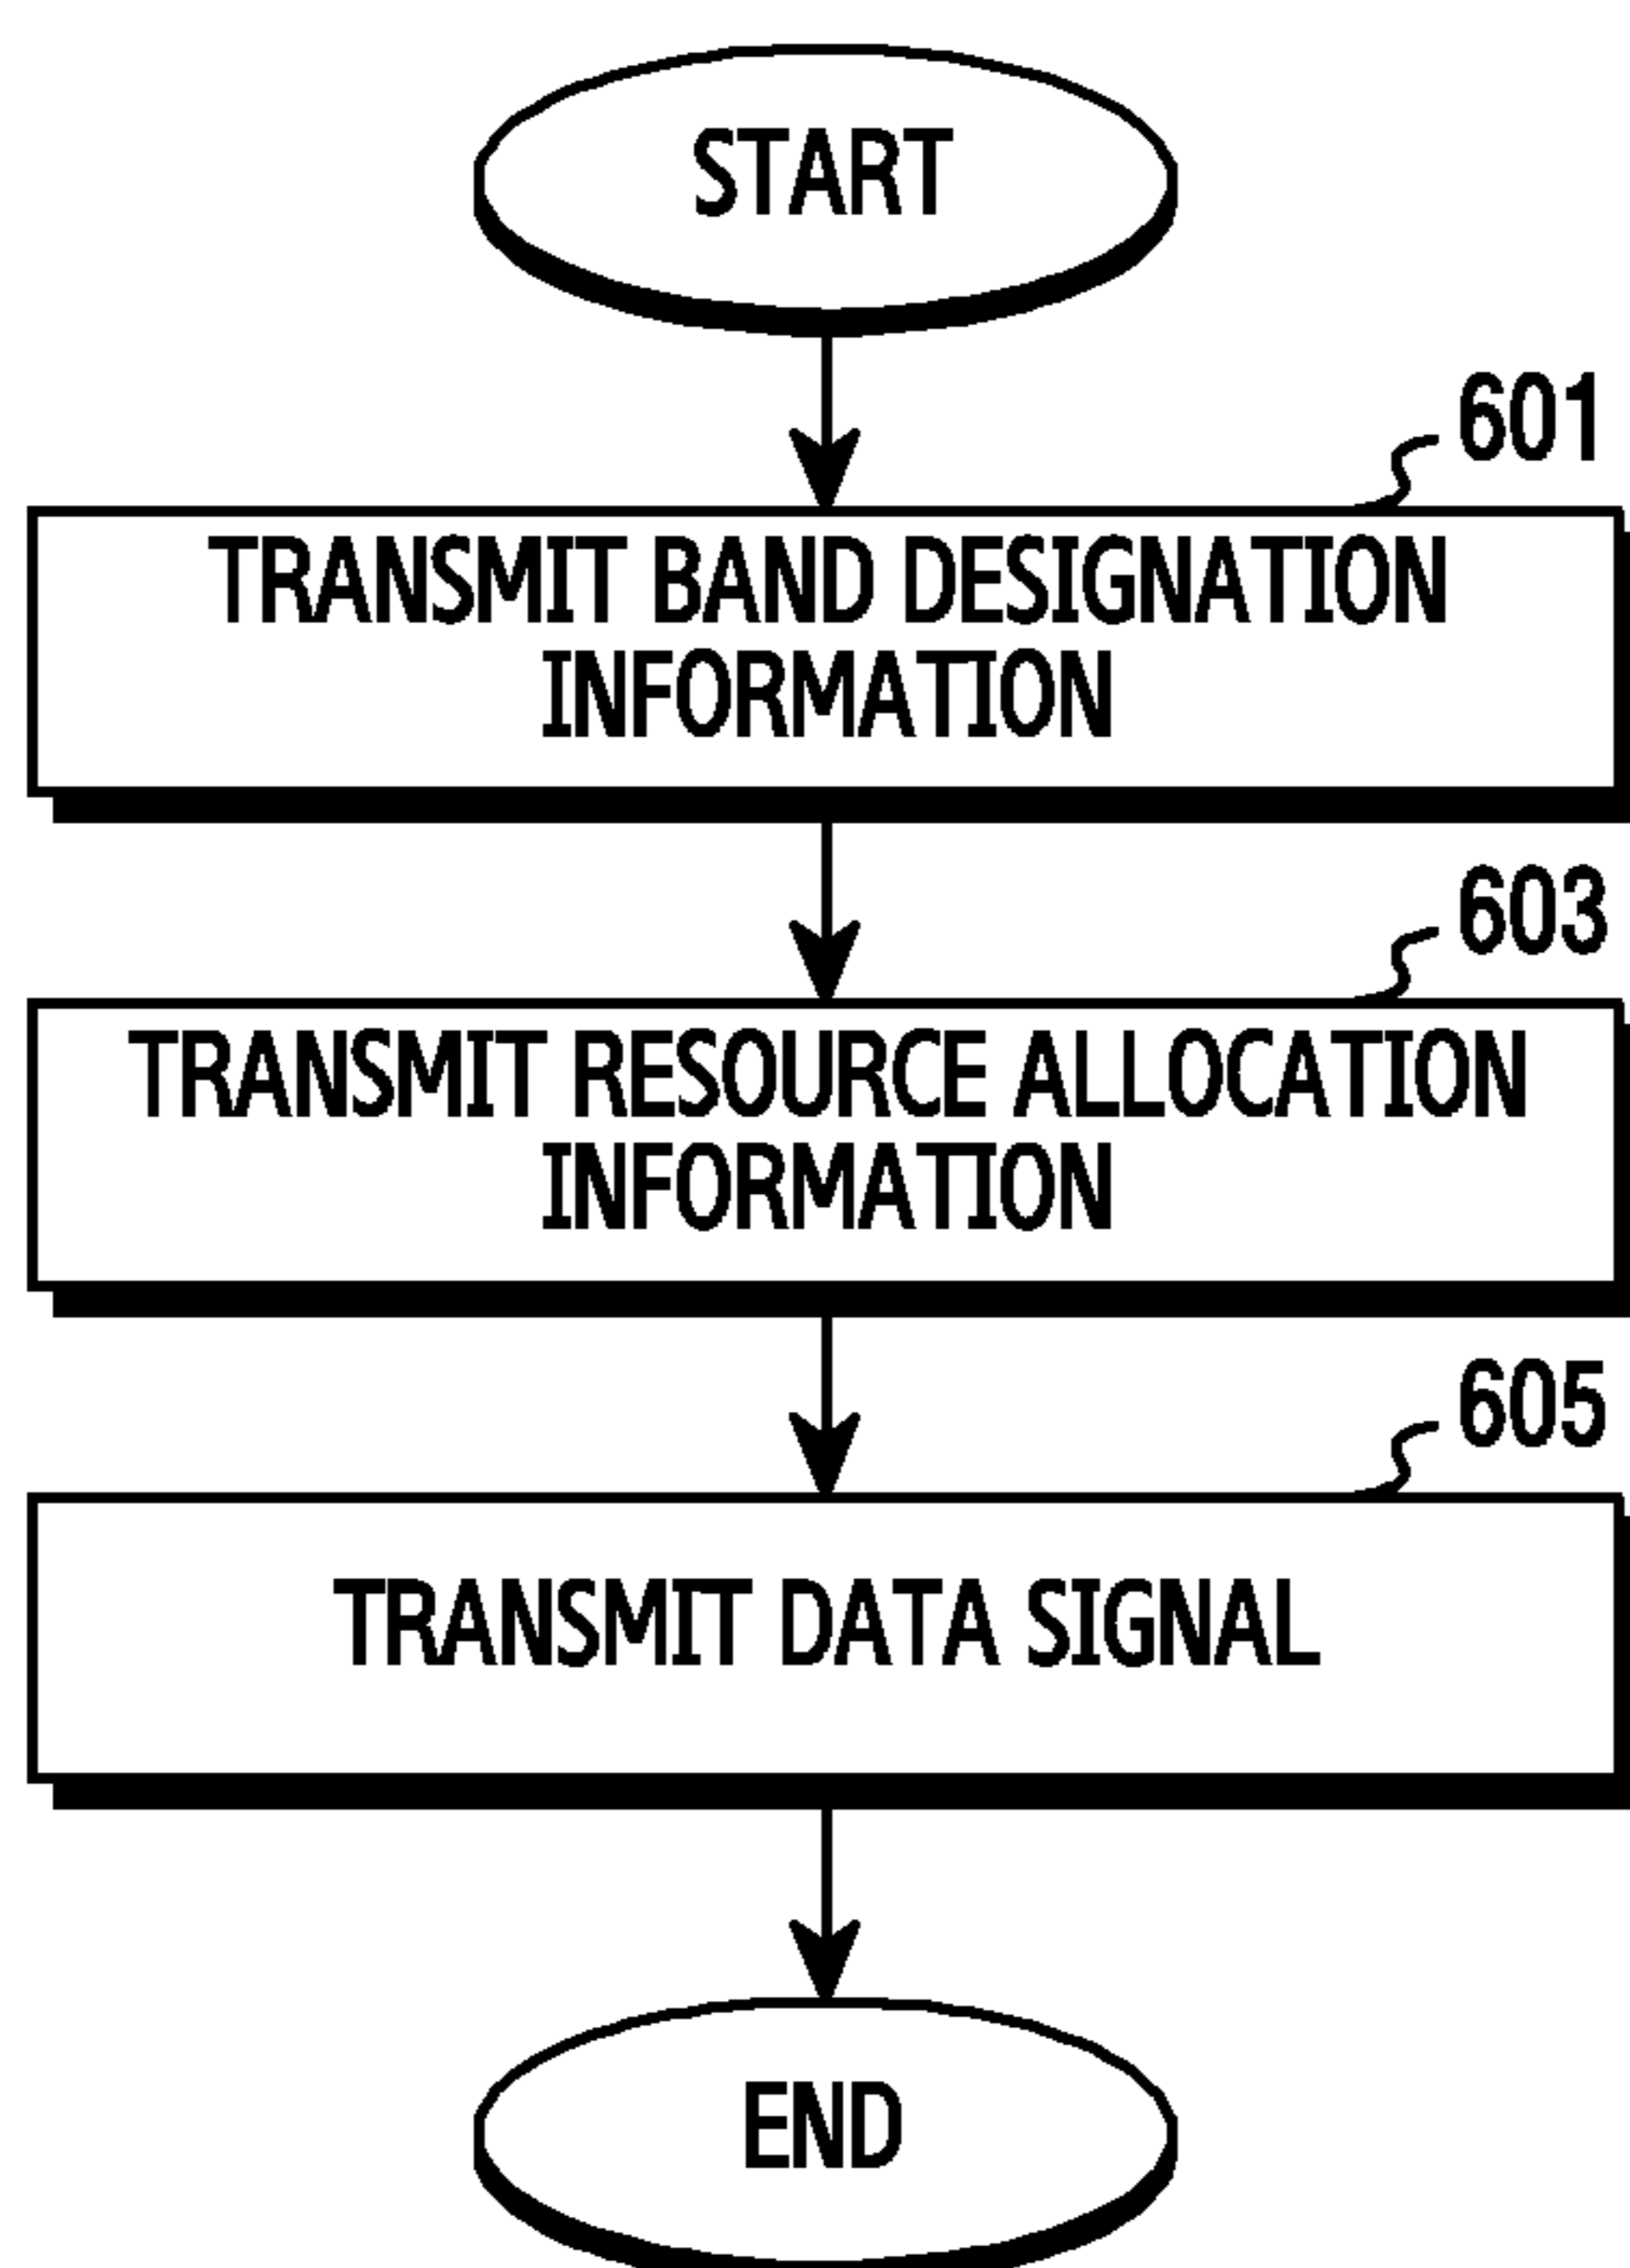 START
601
TRANSMIT BAND DESIGNATION
INFORMATION
603
TRANSMIT RESOURCE ALLOCATION
INFORMATION
605
TRANSMIT DATA SIGNAL
END